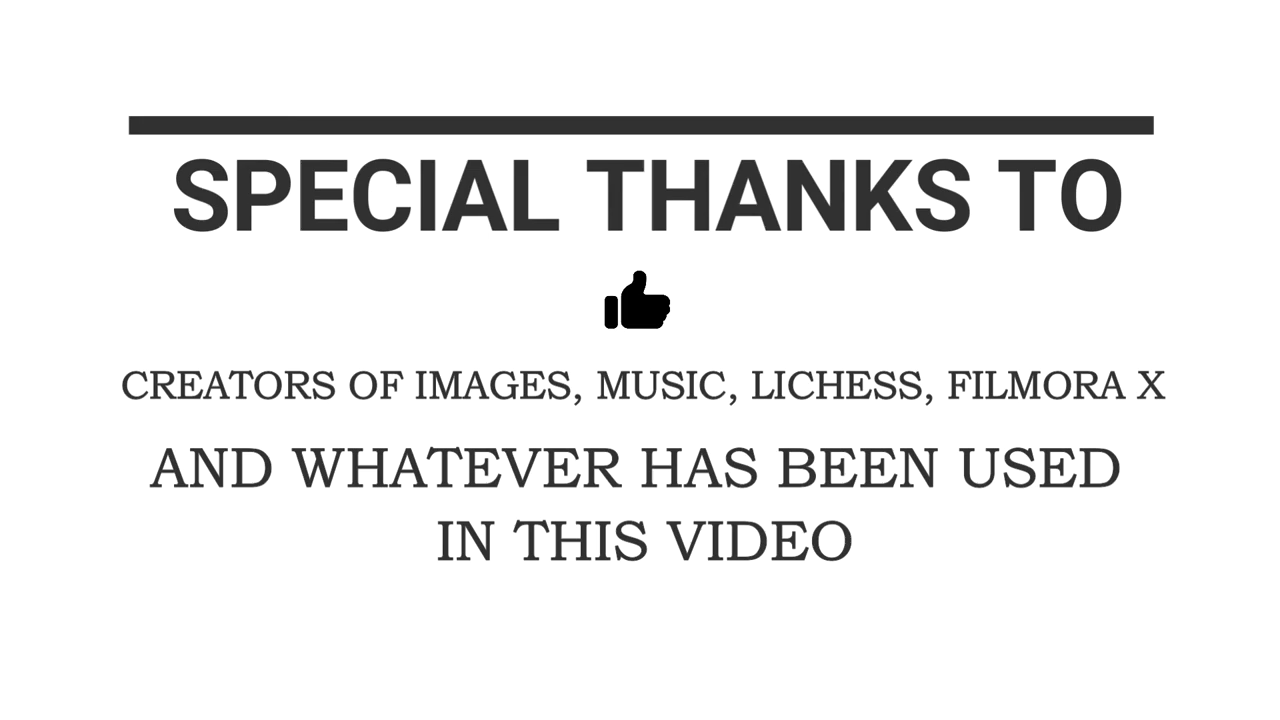 SPECIAL THANKS TO
CREATORS OF IMAGES, MUSIC, LICHESS, FILMORA X
AND WHATEVER HAS BEEN USED
IN THIS VIDEO